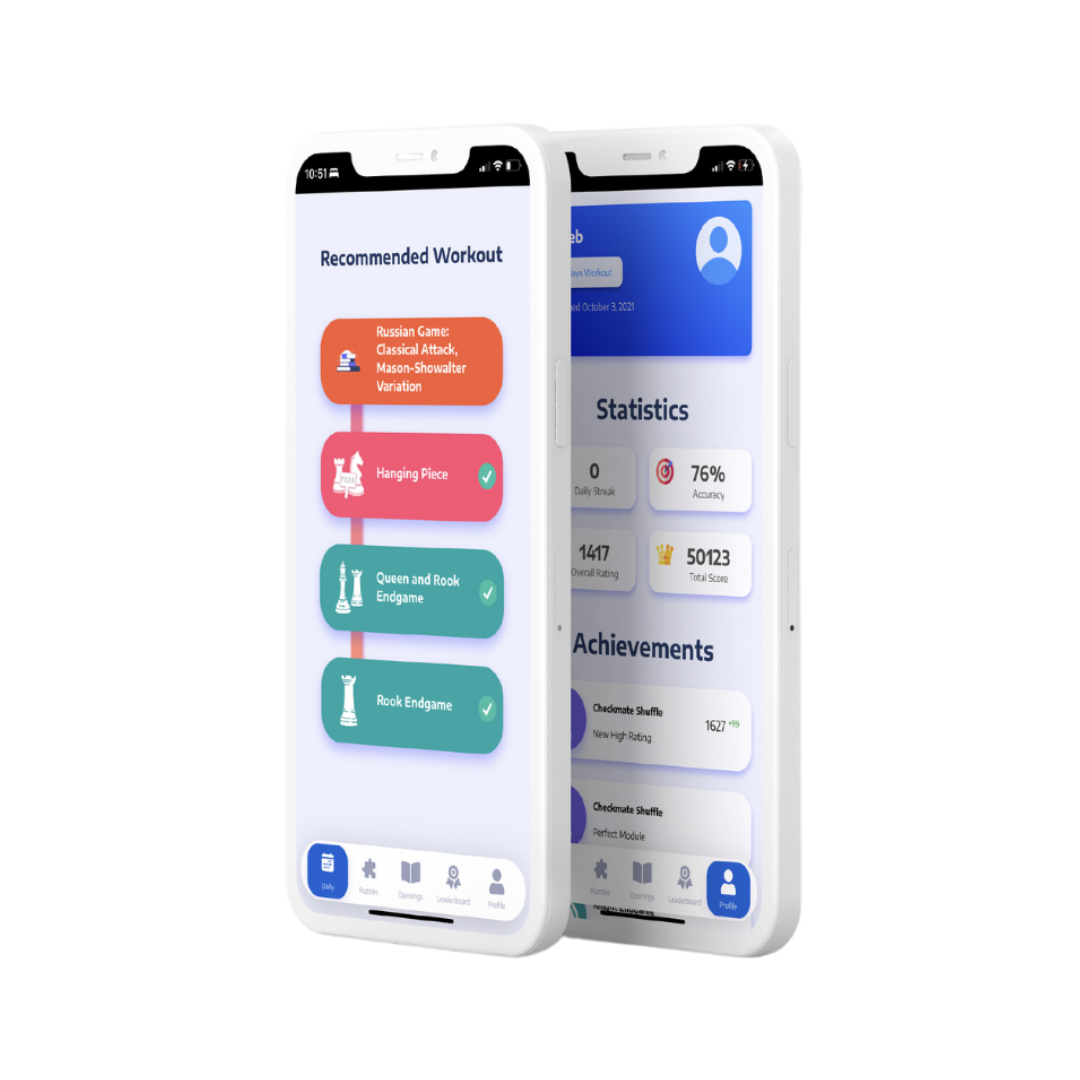 10:51
Recommended Workout
Russian Game:
Classical Attack,
Mason-Showalter
Variation
Hanging Piece
Queen and Rook
Endgame
Rook Endgame
Daily
Puzzles
Openings
Leaderboard
Profile
eb
ays Workout
ed October 3, 2021
Statistics
0
Daily Streak
76%
Accuracy
1417
Overall Rating
50123
Total Score
Achievements
Checkmate Shuffle
New High Rating
1627 +99
Checkmate Shuffle
Perfect Module
Puzzles
Openings
Leaderboard
Profile